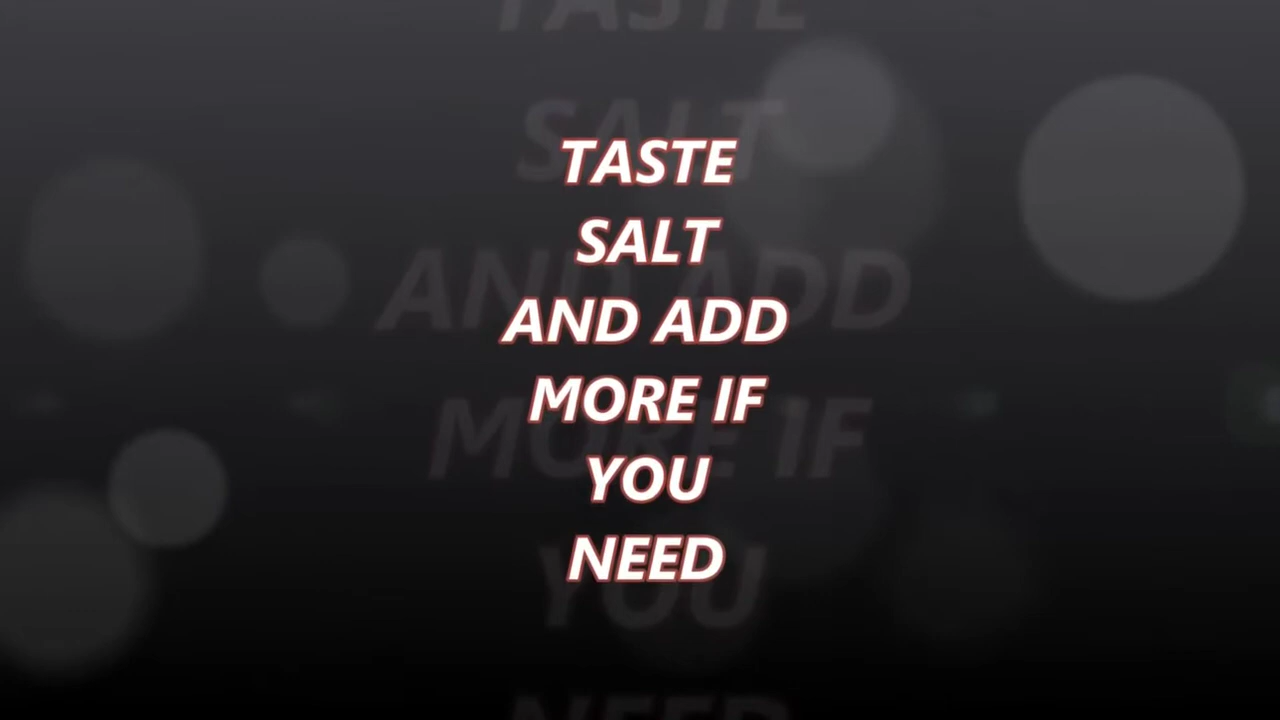 TASTE
SALT
AND ADD
MORE IF
YOU
NEED